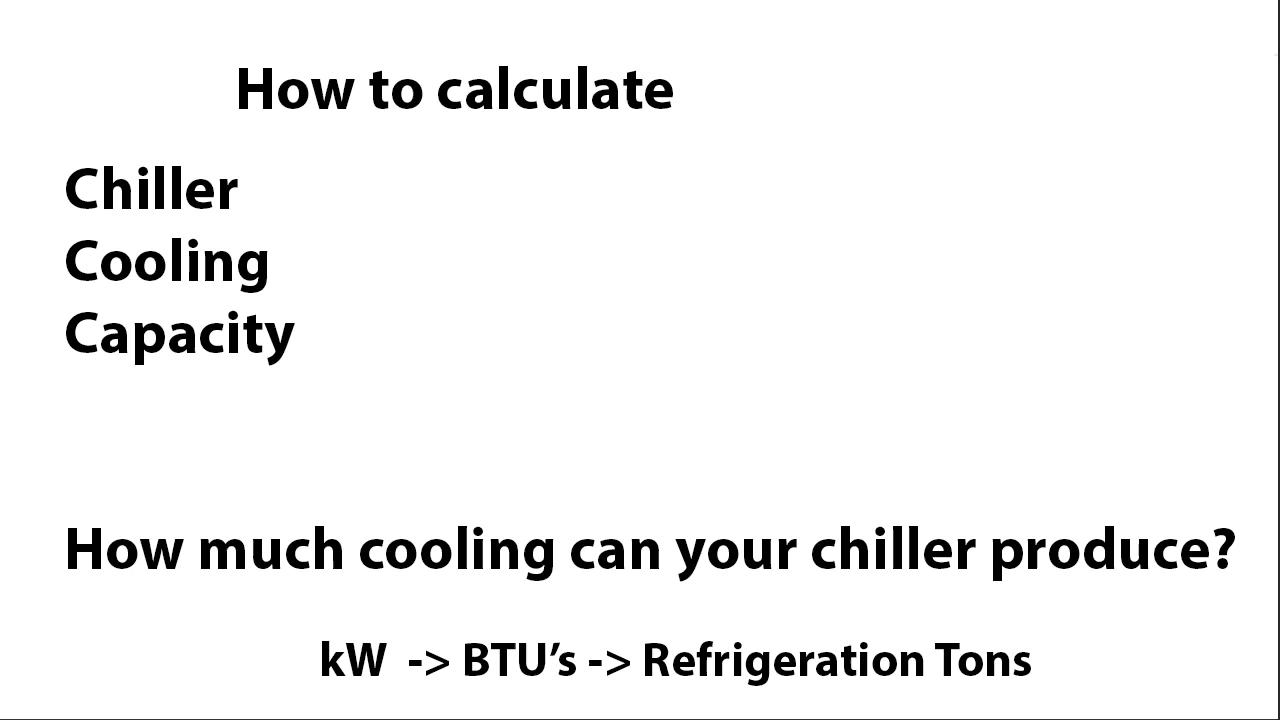 How to calculate
Chiller
Cooling
Capacity
How much cooling can your chiller produce?
kW -> BTU’s -> Refrigeration Tons